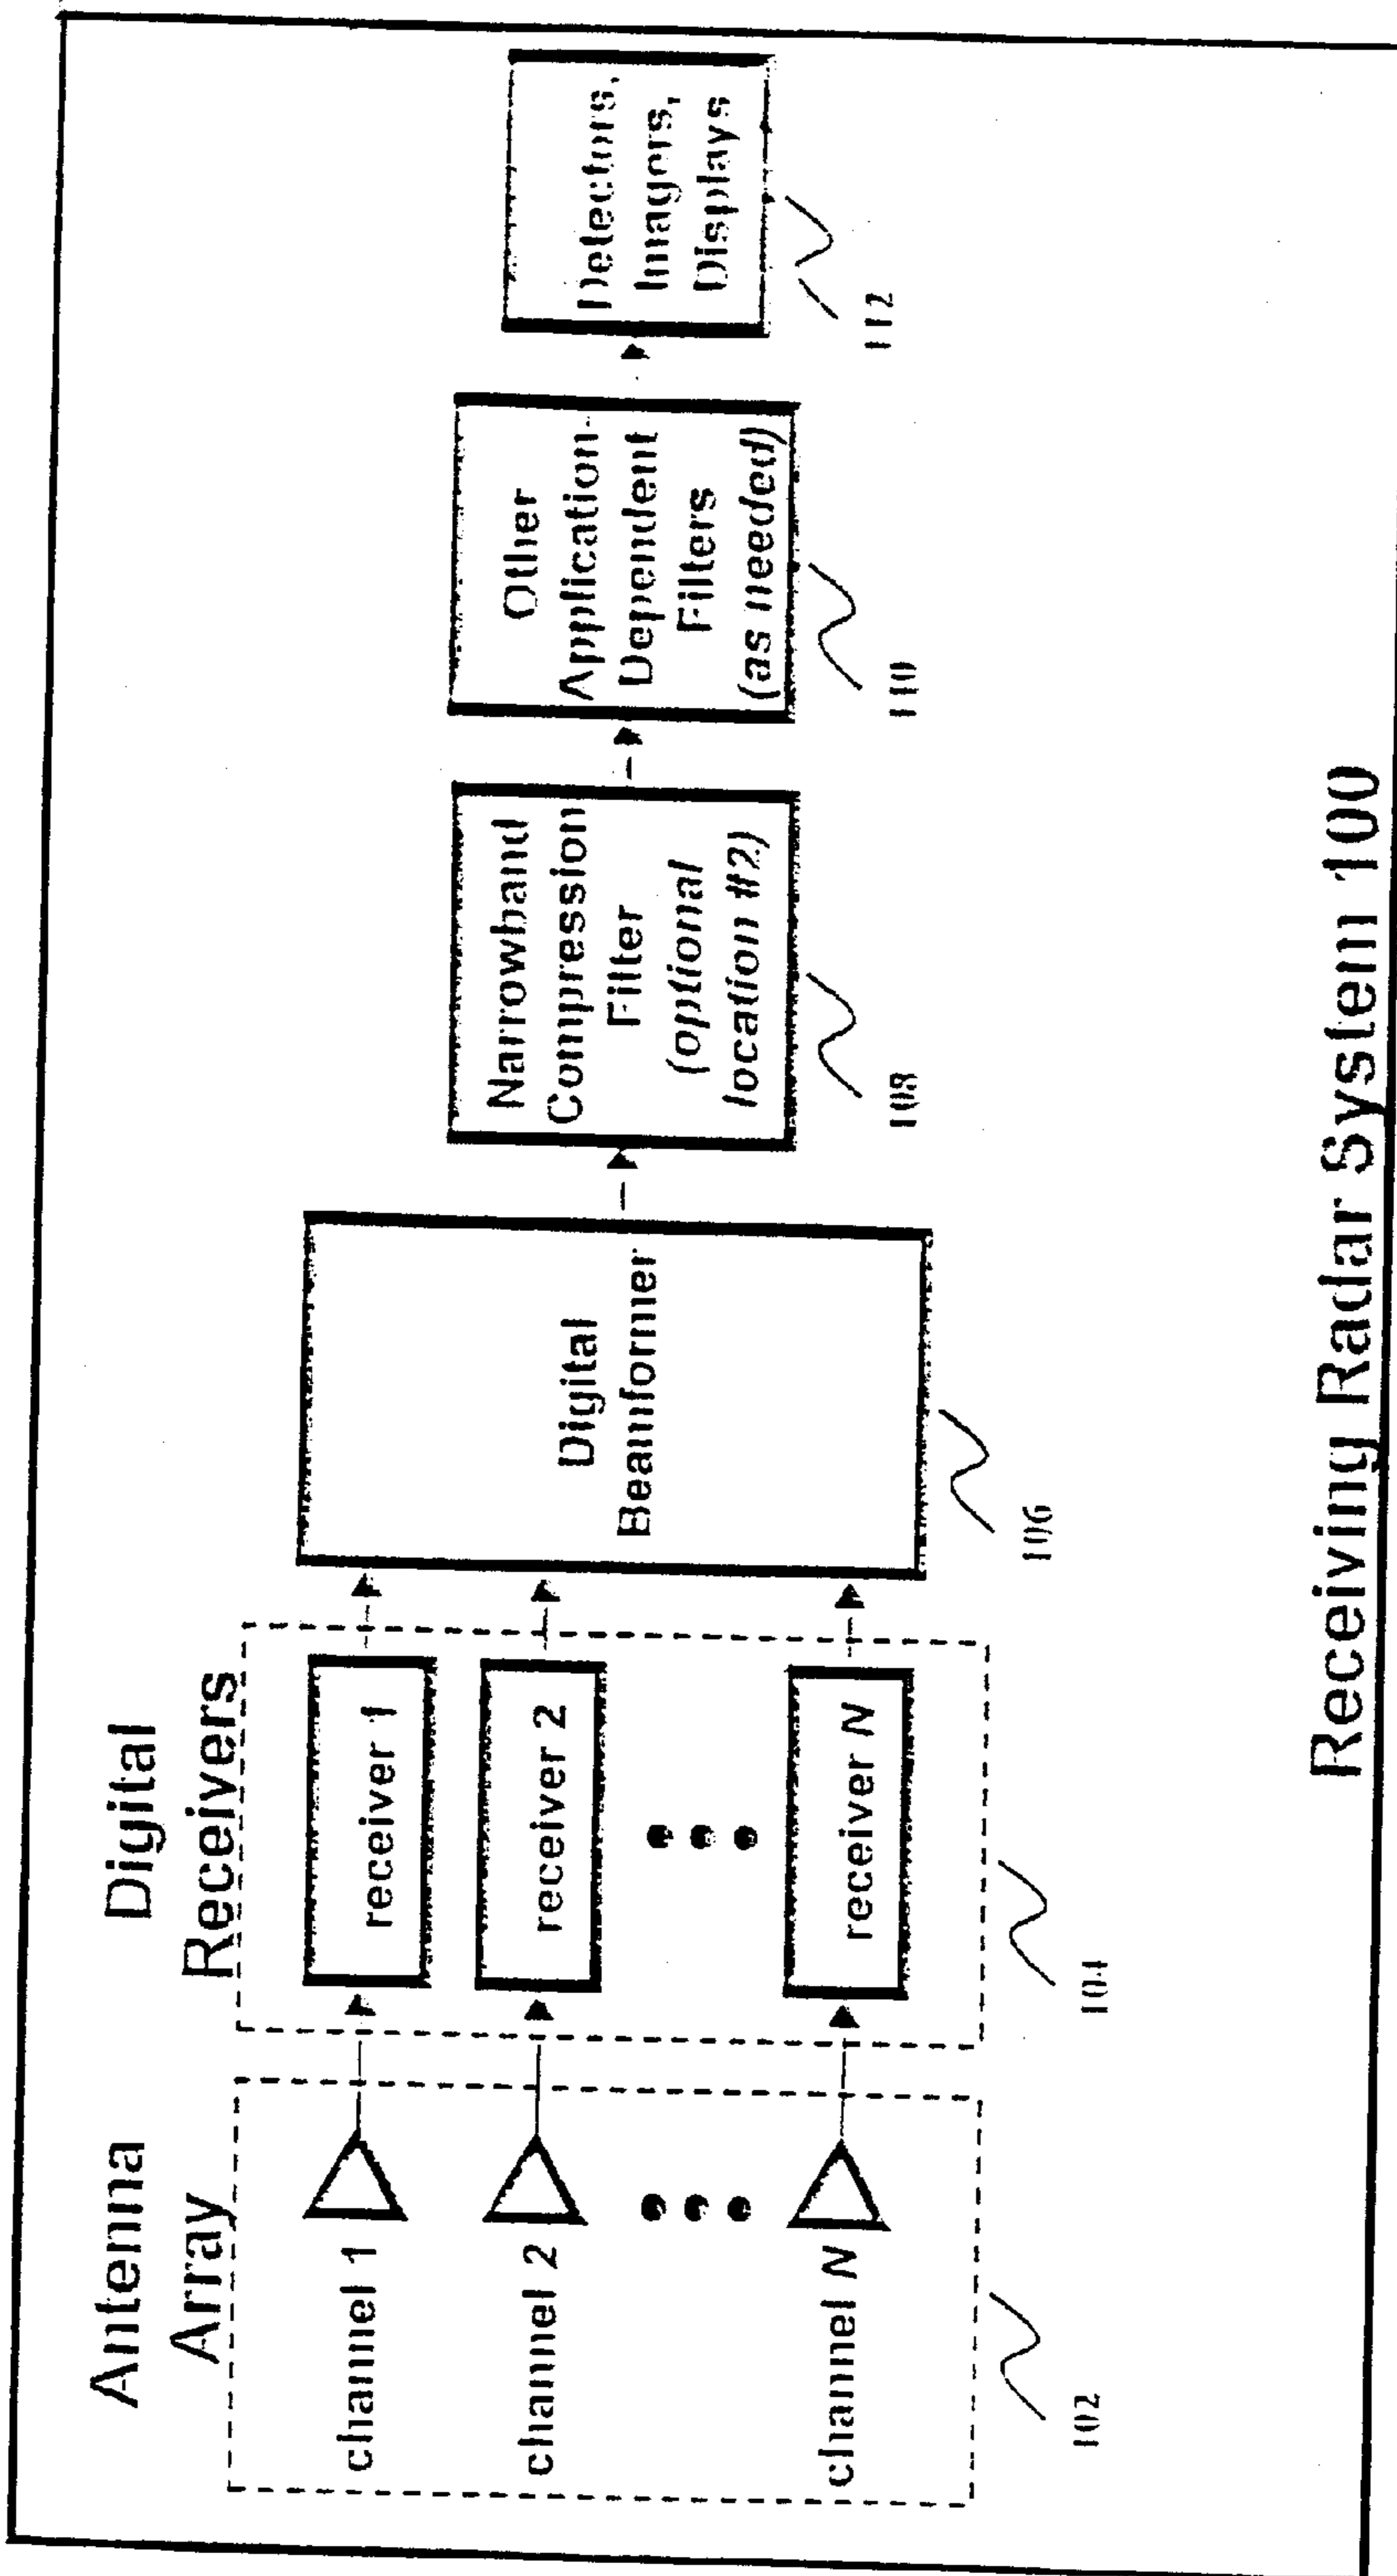 Antenna
Array
channel 1
channel 2
channel N
102
Digital
Receivers
receiver 1
receiver 2
receiver N
104
Digital
Beamformer
106
Narrowband
Compression
Filter
(optional
location #2)
108
Other
Application-
Dependent
Filters
(as needed)
110
Detectors,
Imagers,
Displays
112
Receiving Radar System 100